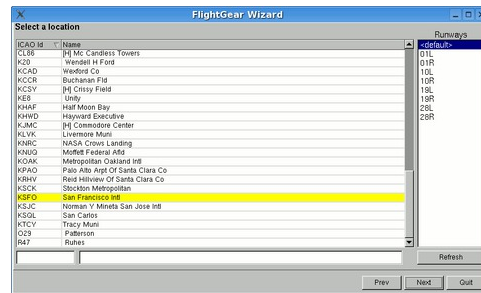 FlightGear Wizard
Select a location
ICAO Id Name
CL86 [H] Mc Candless Towers
K20 Wendell H Ford
KCAD Wexford Co
KCCR Buchanan Fld
KCSY [H] Crissy Field
KE8 Unity
KHAF Half Moon Bay
KHWD Hayward Executive
KJMC [H] Commodore Center
KLVK Livermore Muni
KNRC NASA Crows Landing
KNUQ Moffett Federal Afld
KOAK Metropolitan Oakland Intl
KPAO Palo Alto Arpt Of Santa Clara Co
KRHV Reid Hillview Of Santa Clara Co
KSCK Stockton Metropolitan
KSFO San Francisco Intl
KSJC Norman Y Mineta San Jose Intl
KSQL San Carlos
KTCY Tracy Muni
O29 Patterson
R47 Ruhes
Runways
<default>
01L
01R
10L
10R
19L
19R
28L
28R
Refresh
Prev Next Quit